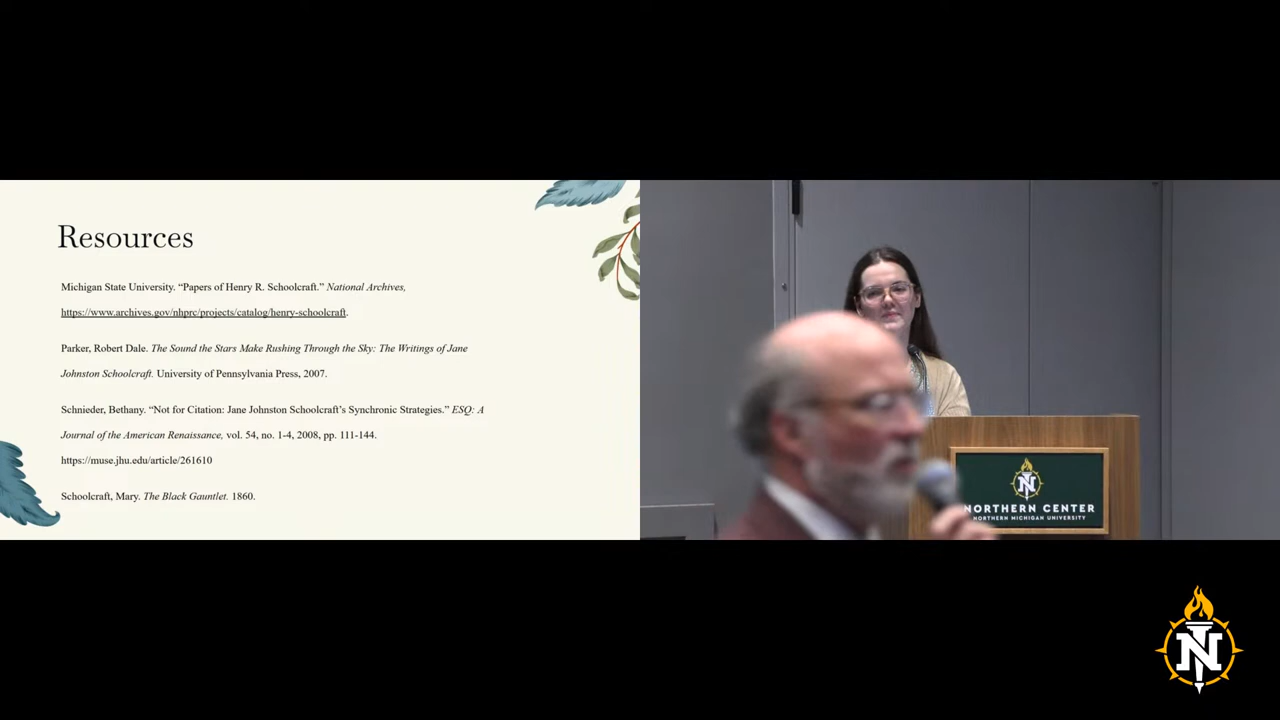 Resources
Michigan State University. “Papers of Henry R. Schoolcraft.” National Archives,
https://www.archives.gov/nhprc/projects/catalog/henry-schoolcraft.
Parker, Robert Dale. The Sound the Stars Make Rushing Through the Sky: The Writings of Jane
Johnston Schoolcraft. University of Pennsylvania Press, 2007.
Schnieder, Bethany. “Not for Citation: Jane Johnston Schoolcraft’s Synchronic Strategies.” ESQ: A
Journal of the American Renaissance, vol. 54, no. 1-4, 2008, pp. 111-144.
https://muse.jhu.edu/article/261610
Schoolcraft, Mary. The Black Gauntlet. 1860.
N
NORTHERN CENTER
NORTHERN MICHIGAN UNIVERSITY
N